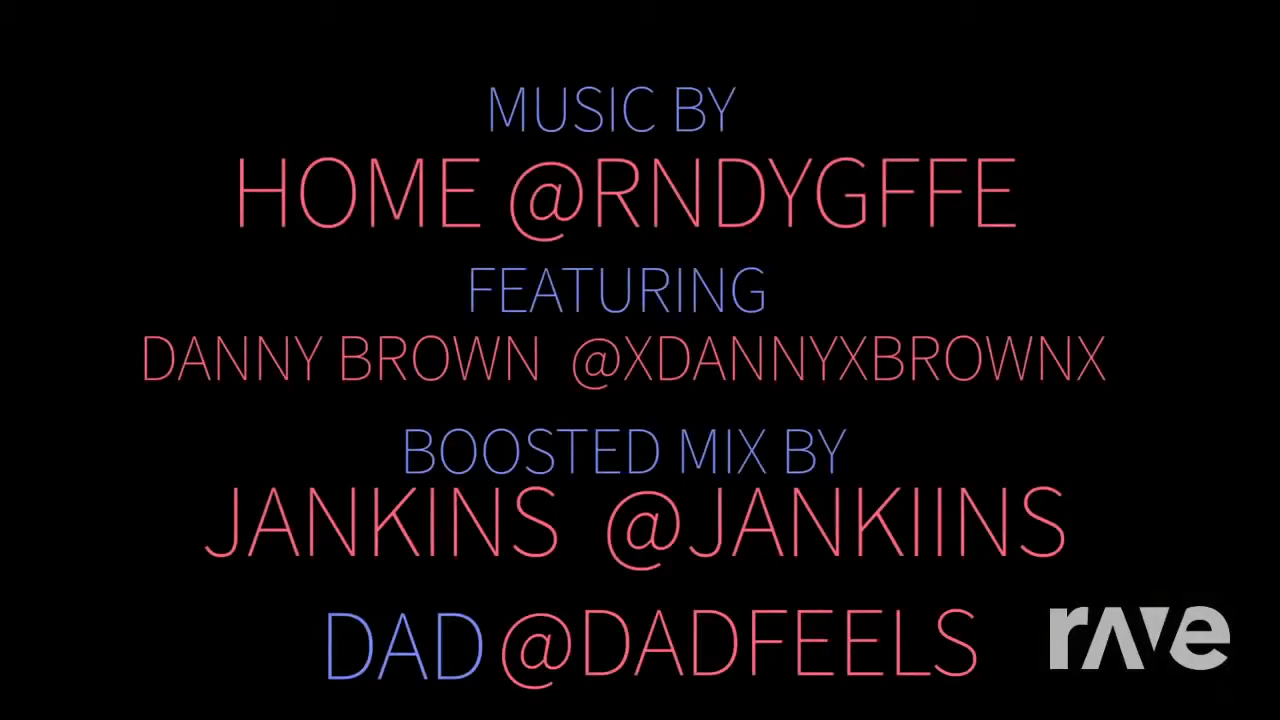 MUSIC BY
HOME @RNDYGFFE
FEATURING
DANNY BROWN @XDANNYXBROWNX
BOOSTED MIX BY
JANKINS @JANKIINS
DAD @DADFEELS
rave